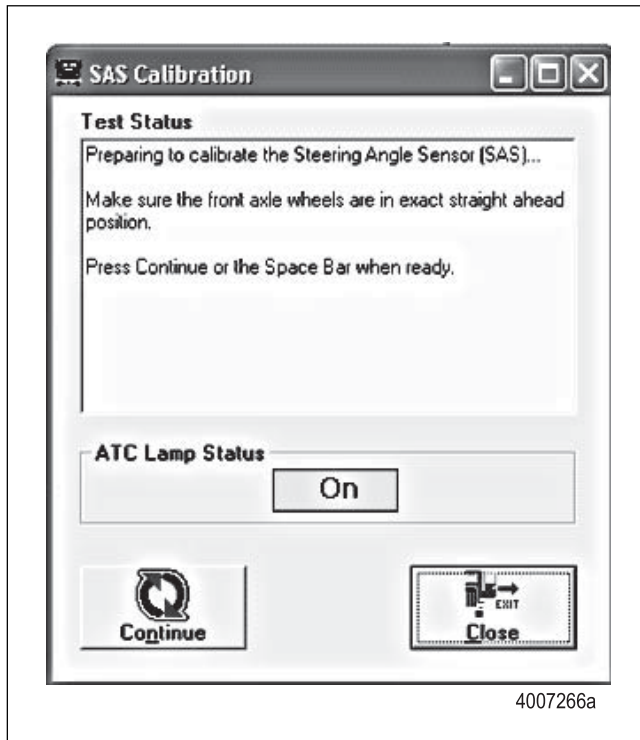 SAS Calibration
Test Status
Preparing to calibrate the Steering Angle Sensor (SAS)...
Make sure the front axle wheels are in exact straight ahead
position.
Press Continue or the Space Bar when ready.
ATC Lamp Status
On
EXIT
Continue
Close
4007266a